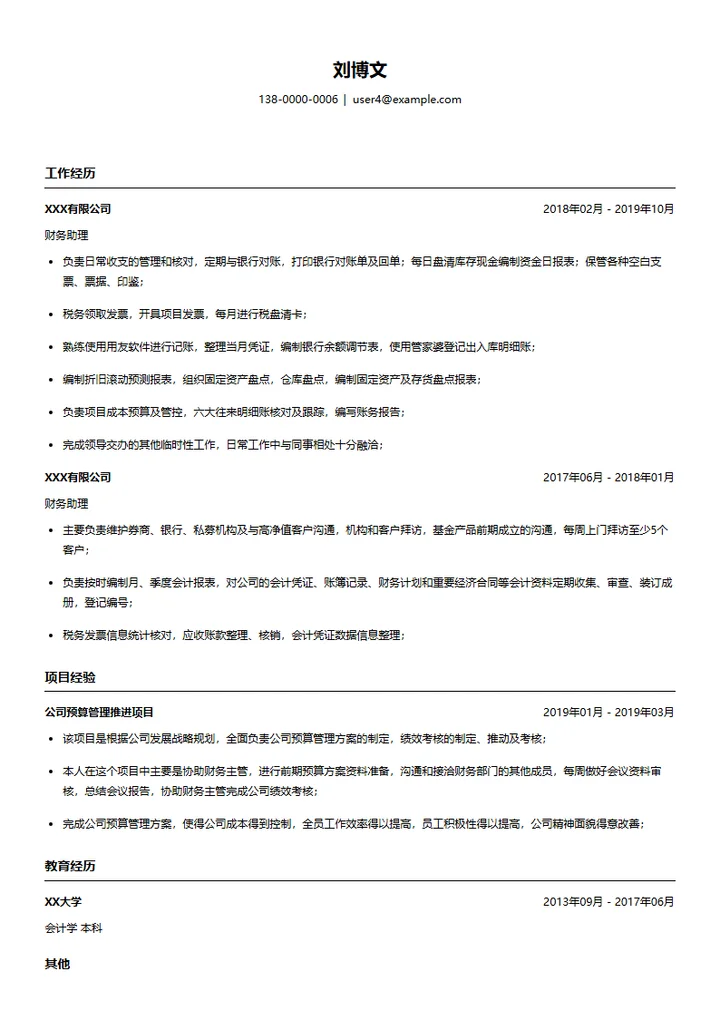 刘博文
138-0000-0006 | user4@example.com
工作经历
XXX有限公司 2018年02月 - 2019年10月
财务助理
• 负责日常收支的管理和核对，定期与银行对账，打印银行对账单及回单；每日盘清库存现金编制资金日报表；保管各种空白支
票、票据、印鉴；
• 税务领取发票，开具项目发票，每月进行税盘清卡；
• 熟练使用用友软件进行记账，整理当月凭证，编制银行余额调节表，使用管家婆登记出入库明细账；
• 编制折旧滚动预测报表，组织固定资产盘点，仓库盘点，编制固定资产及存货盘点报表；
• 负责项目成本预算及管控，六大往来明细账核对及跟踪，编写账务报告；
• 完成领导交办的其他临时性工作，日常工作中与同事相处十分融洽；
XXX有限公司 2017年06月 - 2018年01月
财务助理
• 主要负责维护券商、银行、私募机构及与高净值客户沟通，机构和客户拜访，基金产品前期成立的沟通，每周上门拜访至少5个
客户；
• 负责按时编制月、季度会计报表，对公司的会计凭证、账簿记录、财务计划和重要经济合同等会计资料定期收集、审查、装订成
册，登记编号；
• 税务发票信息统计核对，应收账款整理、核销，会计凭证数据信息整理；
项目经验
公司预算管理推进项目 2019年01月 - 2019年03月
• 该项目是根据公司发展战略规划，全面负责公司预算管理方案的制定，绩效考核的制定、推动及考核；
• 本人在这个项目中主要是协助财务主管，进行前期预算方案资料准备，沟通和接洽财务部门的其他成员，每周做好会议资料审
核，总结会议报告，协助财务主管完成公司绩效考核；
• 完成公司预算管理方案，使得公司成本得到控制，全员工作效率得以提高，员工积极性得以提高，公司精神面貌得意改善；
教育经历
XX大学 2013年09月 - 2017年06月
会计学 本科
其他